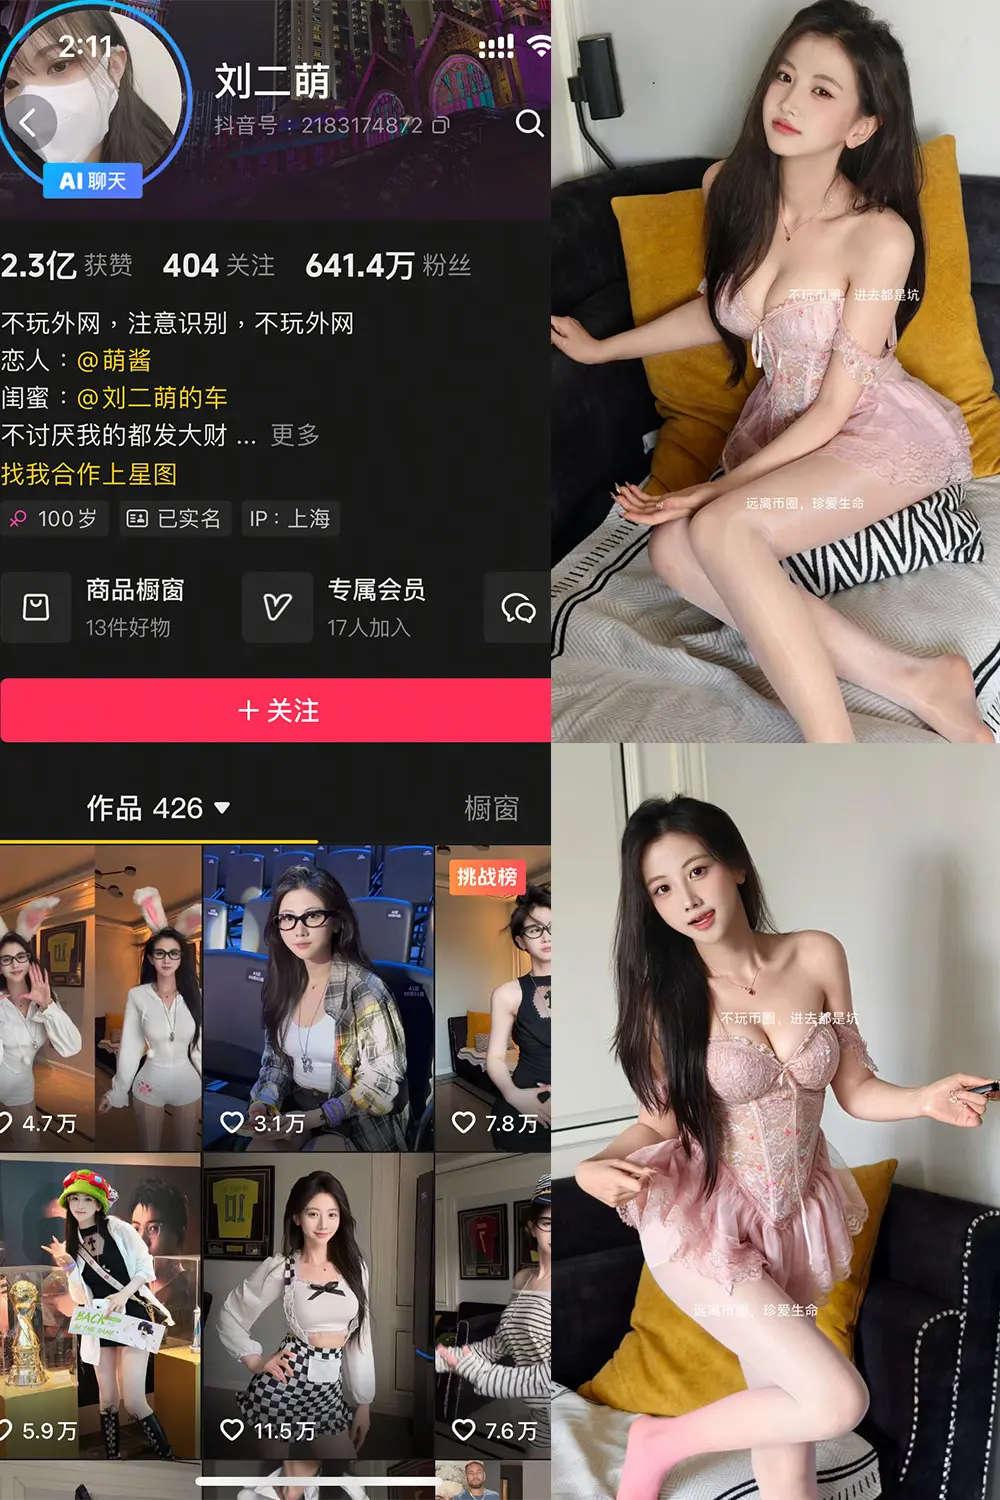 2:11
刘二萌
抖音号：2183174872
AI 聊天
2.3亿 获赞 404 关注 641.4万 粉丝
不玩外网，注意识别，不玩外网
恋人：@萌酱
闺蜜：@刘二萌的车
不讨厌我的都发大财 ... 更多
找我合作上星图
100岁 已实名 IP：上海
商品橱窗
13件好物
专属会员
17人加入
＋关注
作品 426
橱窗
挑战榜
4.7万
3.1万
7.8万
BACK
IN THE GAME
10
7
5.9万
11.5万
7.6万
不玩币圈，进去都是坑
远离币圈，珍爱生命
不玩币圈，进去都是坑
远离币圈，珍爱生命